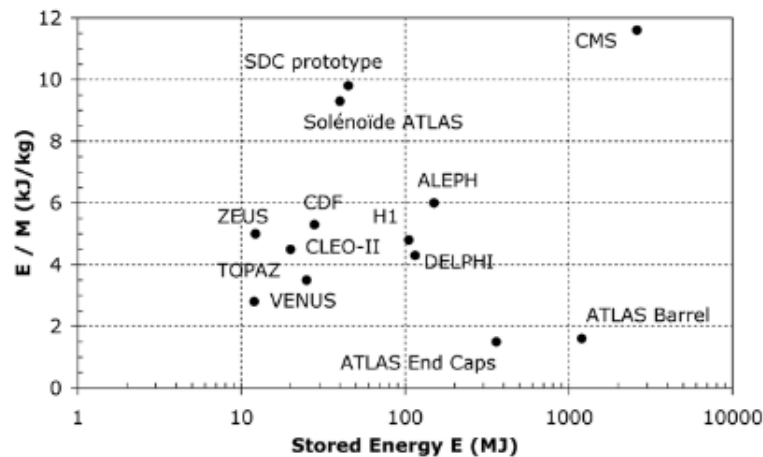 12
CMS
SDC prototype
10
Solénoïde ATLAS
8
E / M (kJ/kg)
ALEPH
6
ZEUS
CDF
H1
CLEO-II
4
TOPAZ
DELPHI
VENUS
2
ATLAS Barrel
ATLAS End Caps
0
1 10 100 1000 10000
Stored Energy E (MJ)